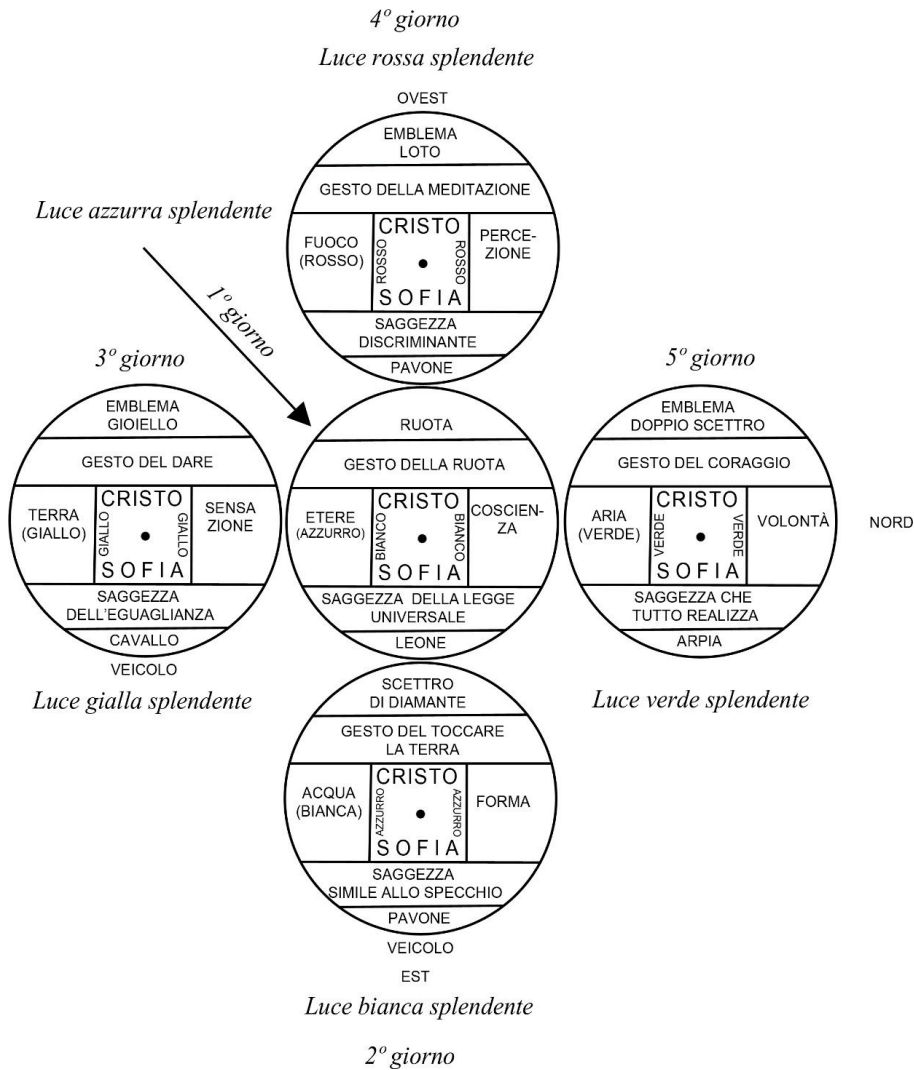 4º giorno
Luce rossa splendente
OVEST
EMBLEMA
LOTO
GESTO DELLA MEDITAZIONE
FUOCO
(ROSSO)
ROSSO
CRISTO
SOFIA
ROSSO
PERCE-
ZIONE
SAGGEZZA
DISCRIMINANTE
PAVONE
Luce azzurra splendente
1º giorno
3º giorno
EMBLEMA
GIOIELLO
GESTO DEL DARE
TERRA
(GIALLO)
GIALLO
CRISTO
SOFIA
GIALLO
SENSA
ZIONE
SAGGEZZA
DELL'EGUAGLIANZA
CAVALLO
VEICOLO
Luce gialla splendente
RUOTA
GESTO DELLA RUOTA
ETERE
(AZZURRO)
BIANCO
CRISTO
SOFIA
BIANCO
COSCIEN-
ZA
SAGGEZZA DELLA LEGGE
UNIVERSALE
LEONE
5º giorno
EMBLEMA
DOPPIO SCETTRO
GESTO DEL CORAGGIO
ARIA
(VERDE)
VERDE
CRISTO
SOFIA
VERDE
VOLONTÀ
SAGGEZZA CHE
TUTTO REALIZZA
ARPIA
NORD
Luce verde splendente
SCETTRO
DI DIAMANTE
GESTO DEL TOCCARE
LA TERRA
ACQUA
(BIANCA)
AZZURRO
CRISTO
SOFIA
AZZURRO
FORMA
SAGGEZZA
SIMILE ALLO SPECCHIO
PAVONE
VEICOLO
EST
Luce bianca splendente
2º giorno